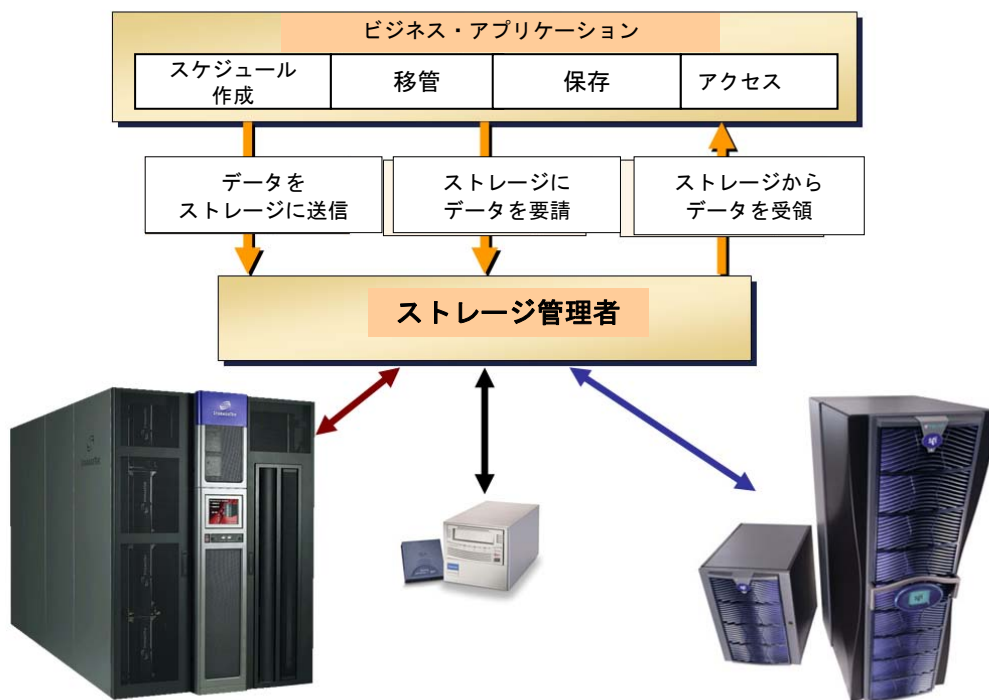 ビジネス・アプリケーション
スケジュール
作成
移管
保存
アクセス
データを
ストレージに送信
ストレージに
データを要請
ストレージから
データを受領
ストレージ管理者